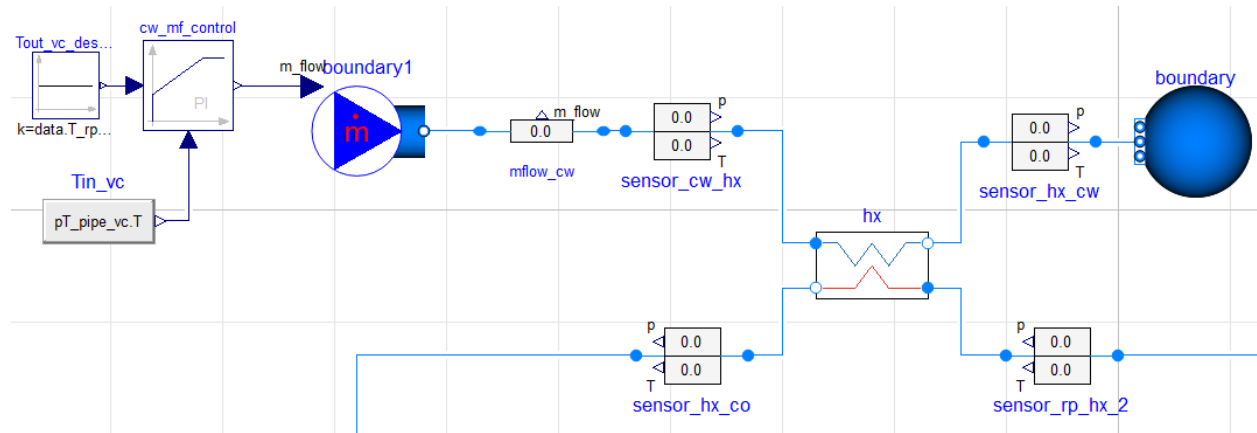 Tout_vc_des...
k=data.T_rp...
cw_mf_control
PI
m_flow
boundary1
ṁ
Tin_vc
pT_pipe_vc.T
m_flow
0.0
mflow_cw
p
0.0
0.0
T
sensor_cw_hx
hx
p
0.0
0.0
T
sensor_hx_cw
boundary
p
0.0
0.0
T
sensor_hx_co
p
0.0
0.0
T
sensor_rp_hx_2